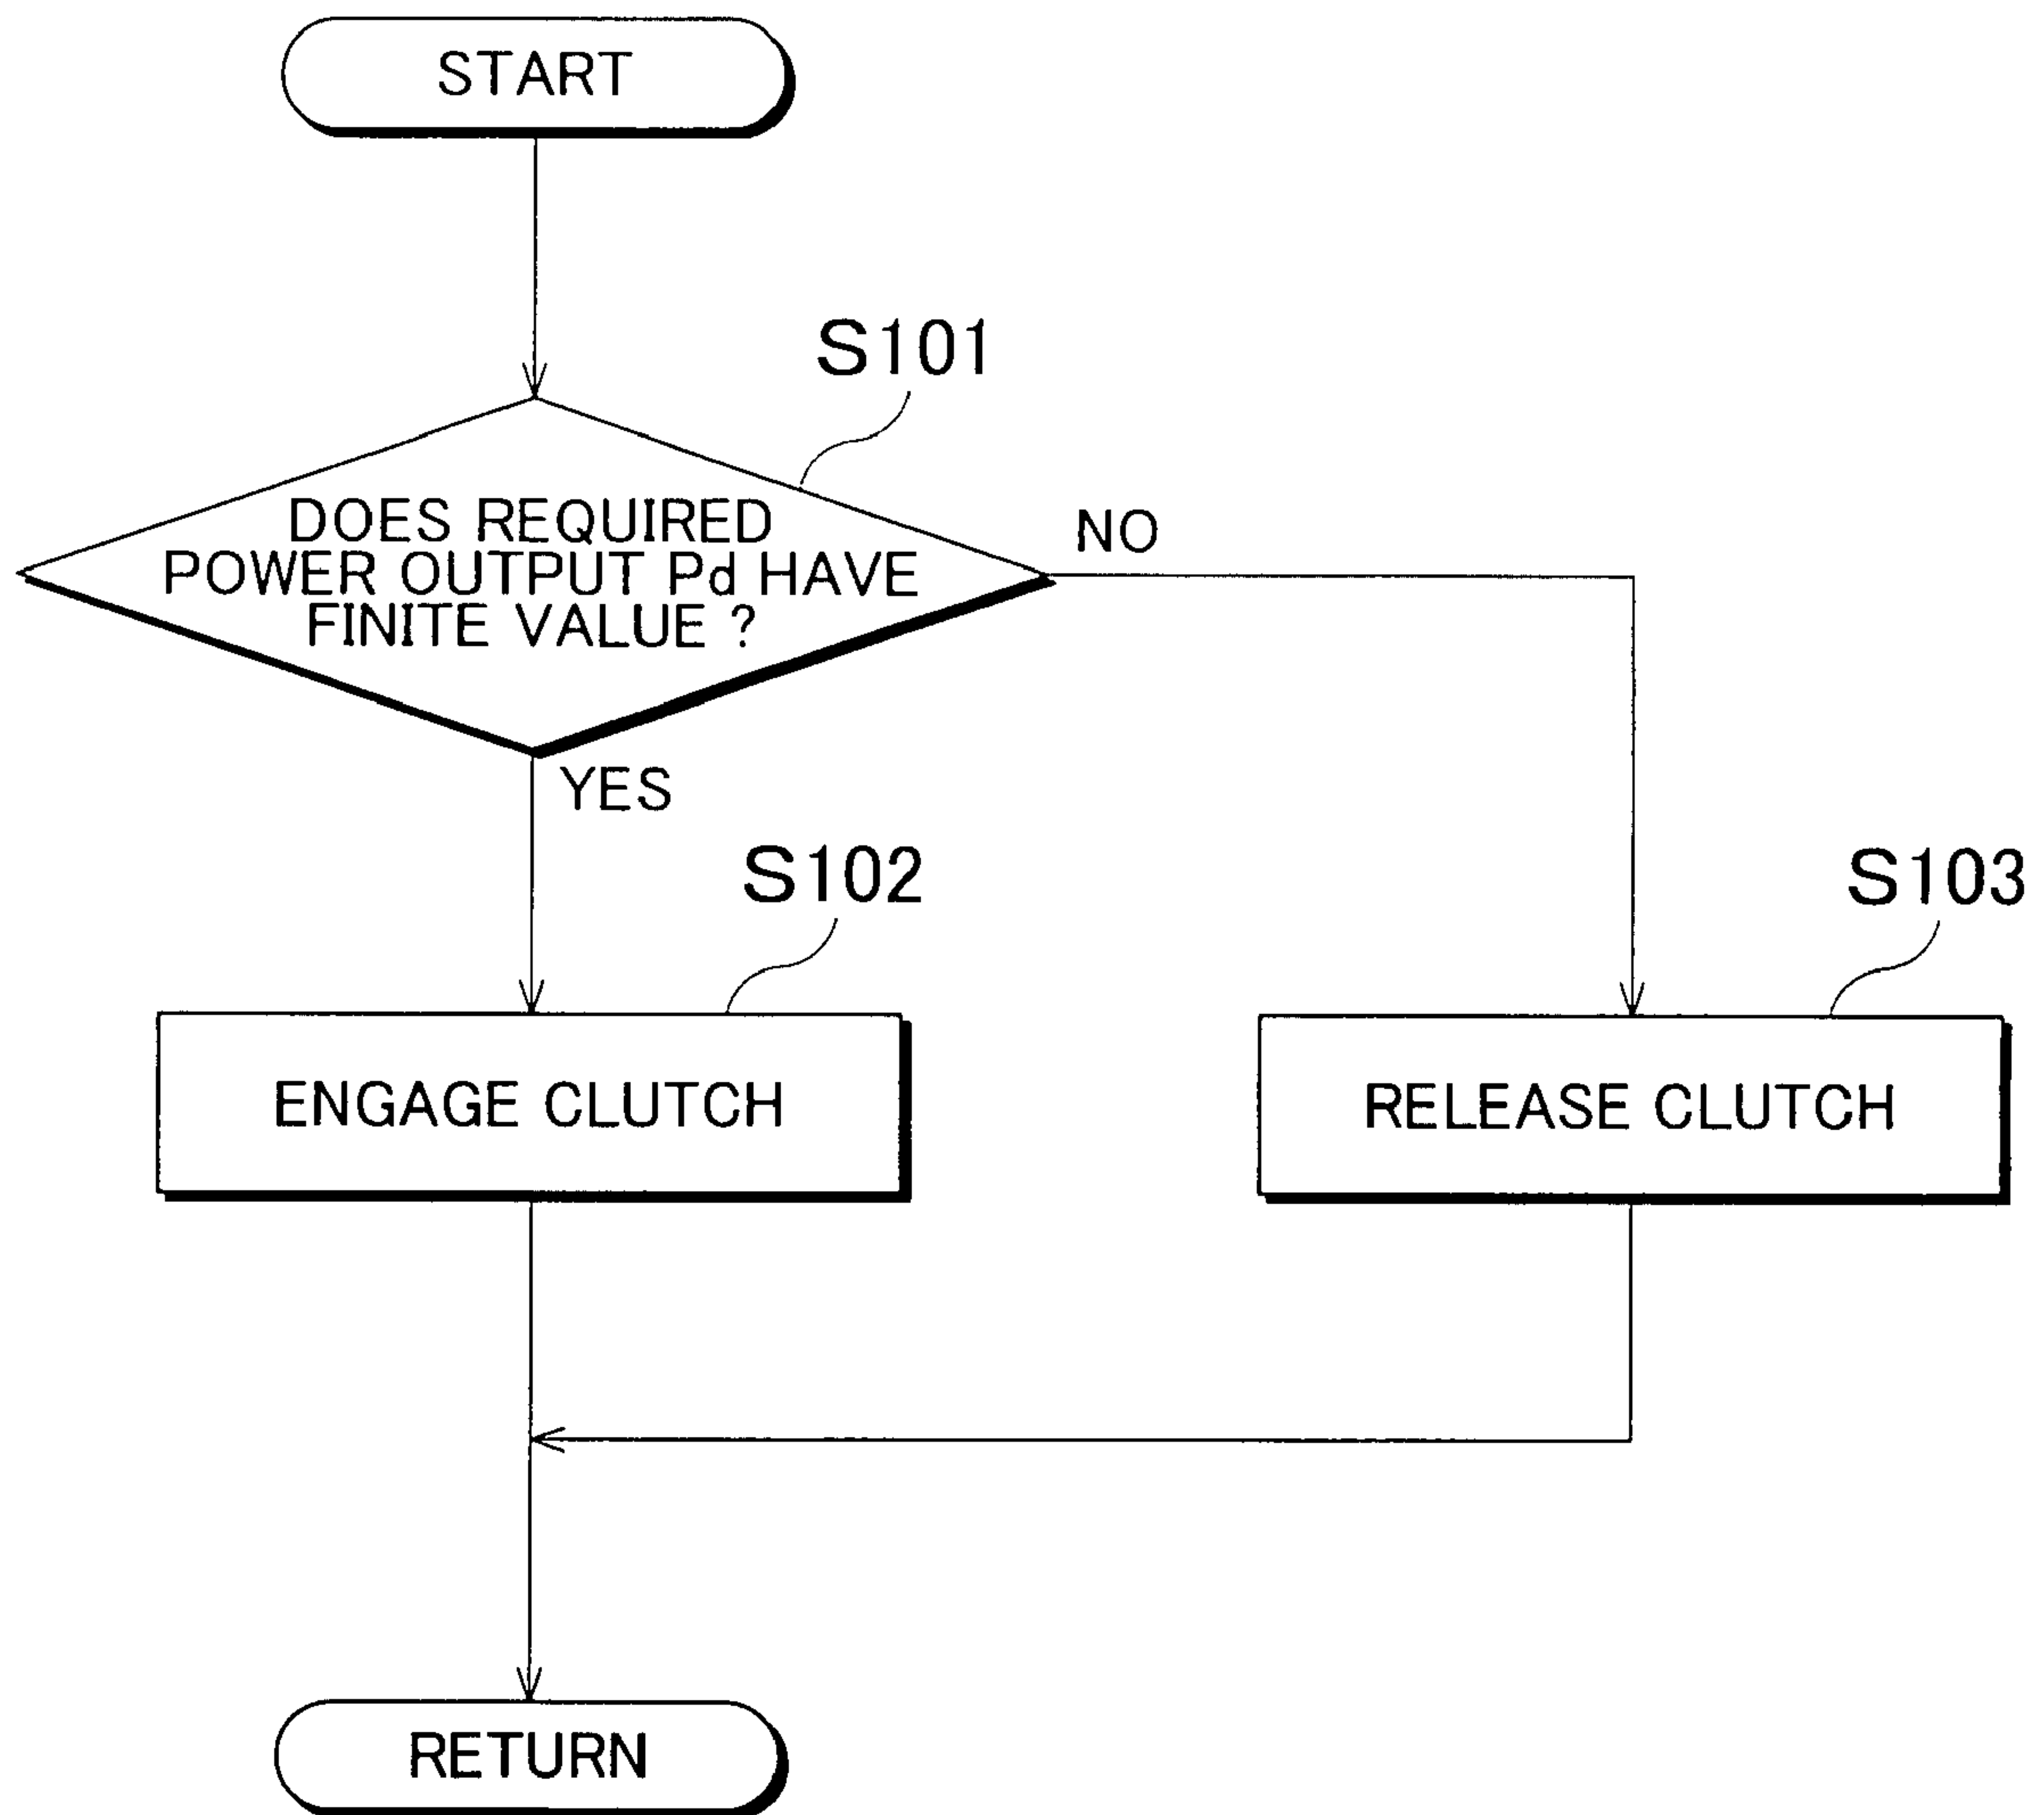 START
S101
DOES REQUIRED
POWER OUTPUT Pd HAVE
FINITE VALUE ?
NO
YES
S102
S103
ENGAGE CLUTCH
RELEASE CLUTCH
RETURN